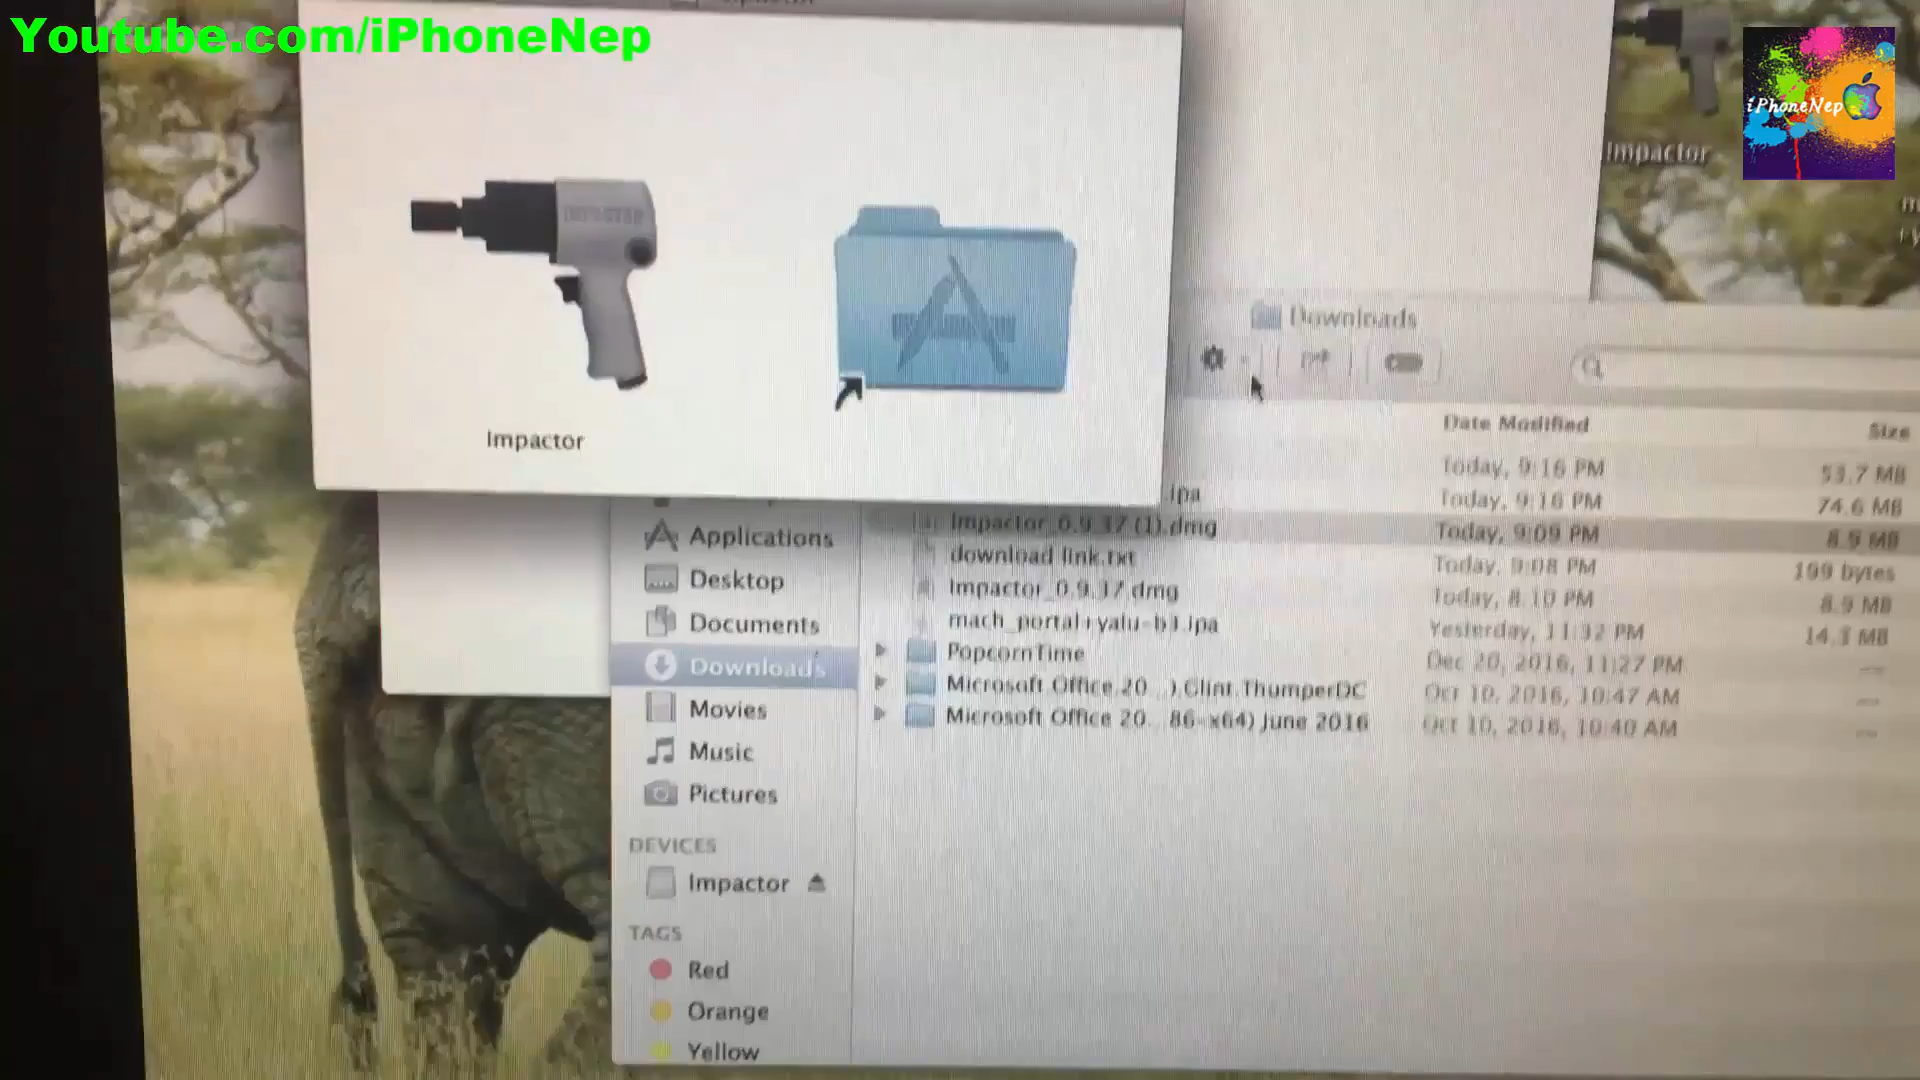 Youtube.com/iPhoneNep
iPhoneNep
Impactor
IMPACTOR
Impactor
Downloads
Date Modified
Size
Today, 9:16 PM
53.7 MB
.ipa
Today, 9:16 PM
74.6 MB
Impactor_0.9.37 (1).dmg
Today, 9:09 PM
8.9 MB
download link.txt
Today, 9:08 PM
199 bytes
Impactor_0.9.37.dmg
Today, 8:10 PM
8.9 MB
mach_portal+yalu-b3.ipa
Yesterday, 11:32 PM
14.3 MB
PopcornTime
Dec 20, 2016, 11:27 PM
--
Microsoft Office 20...).Glint.ThumperDC
Oct 10, 2016, 10:47 AM
--
Microsoft Office 20... 86-x64) June 2016
Oct 10, 2016, 10:40 AM
--
Applications
Desktop
Documents
Downloads
Movies
Music
Pictures
DEVICES
Impactor
TAGS
Red
Orange
Yellow